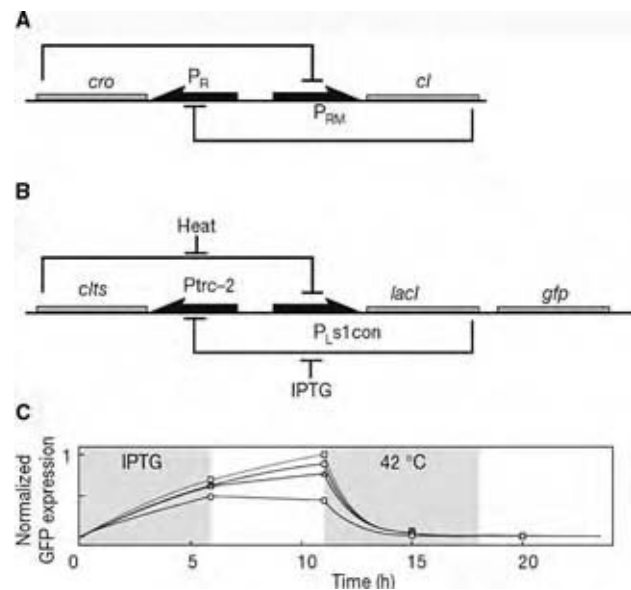 A
cro
P_R
P_RM
cI
B
Heat
cIts
Ptrc–2
lacI
gfp
P_Ls1con
IPTG
C
Normalized
GFP expression
1
IPTG
42 °C
0
5
10
15
20
Time (h)